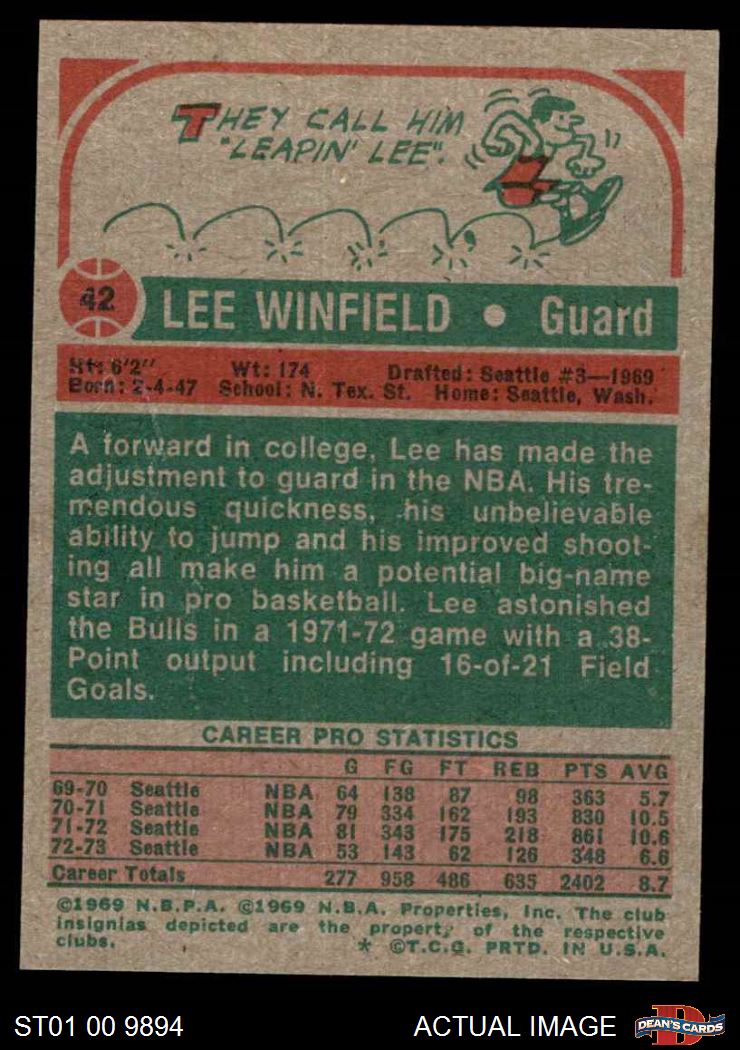 THEY CALL HIM
"LEAPIN' LEE".
42
LEE WINFIELD • Guard
Ht: 6'2" Wt: 174 Drafted: Seattle #3—1969
Born: 2-4-47 School: N. Tex. St. Home: Seattle, Wash.
A forward in college, Lee has made the
adjustment to guard in the NBA. His tre-
mendous quickness, his unbelievable
ability to jump and his improved shoot-
ing all make him a potential big-name
star in pro basketball. Lee astonished
the Bulls in a 1971-72 game with a 38-
Point output including 16-of-21 Field
Goals.
CAREER PRO STATISTICS
G FG FT REB PTS AVG
69-70 Seattle NBA 64 138 87 98 363 5.7
70-71 Seattle NBA 79 334 162 193 830 10.5
71-72 Seattle NBA 81 343 175 218 861 10.6
72-73 Seattle NBA 53 143 62 126 348 6.6
Career Totals 277 958 486 635 2402 8.7
©1969 N.B.P.A. ©1969 N.B.A. Properties, Inc. The club
insignias depicted are the property of the respective
clubs. * ©T.C.G. PRTD. IN U.S.A.
ST01 00 9894 ACTUAL IMAGE D DEAN'S CARDS